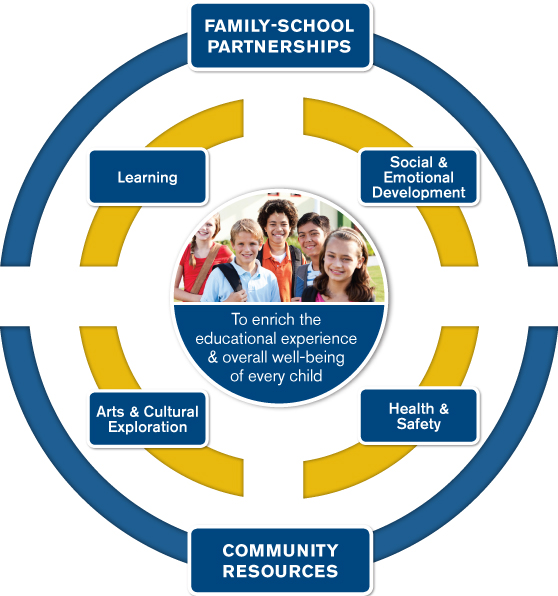 FAMILY-SCHOOL
PARTNERSHIPS
Learning
Social &
Emotional
Development
To enrich the
educational experience
& overall well-being
of every child
Arts & Cultural
Exploration
Health &
Safety
COMMUNITY
RESOURCES